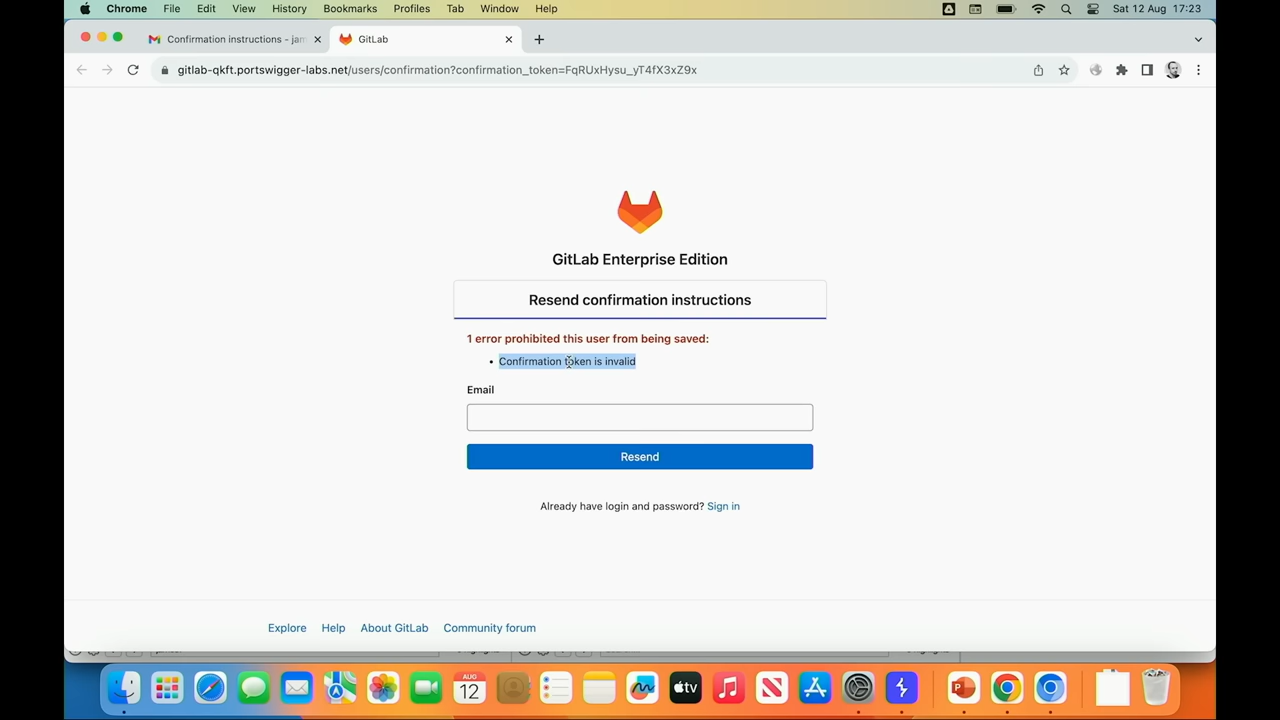 Chrome File Edit View History Bookmarks Profiles Tab Window Help Sat 12 Aug 17:23
Confirmation instructions - jam GitLab
gitlab-qkft.portswigger-labs.net/users/confirmation?confirmation_token=FqRUxHysu_yT4fX3xZ9x
GitLab Enterprise Edition
Resend confirmation instructions
1 error prohibited this user from being saved:
• Confirmation token is invalid
Email
Resend
Already have login and password? Sign in
Explore Help About GitLab Community forum
AUG
12
tv